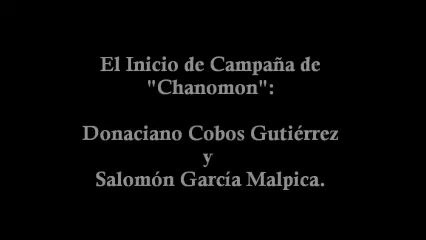 El Inicio de Campaña de
"Chanomon":
Donaciano Cobos Gutiérrez
y
Salomón García Malpica.